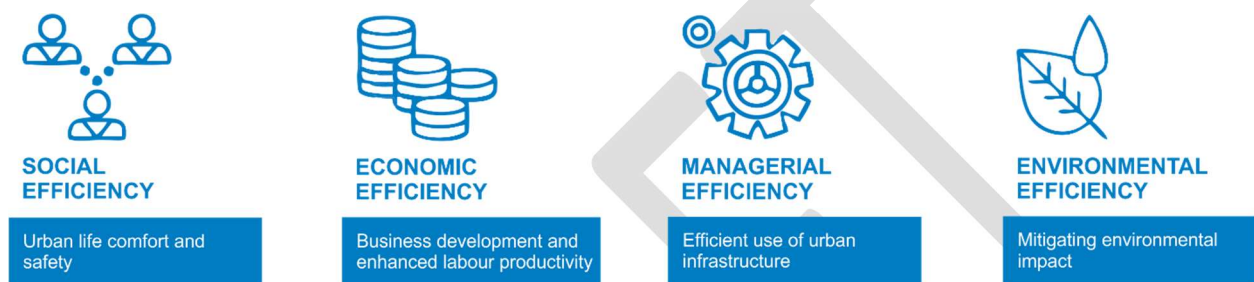 SOCIAL
EFFICIENCY
Urban life comfort and
safety
ECONOMIC
EFFICIENCY
Business development and
enhanced labour productivity
MANAGERIAL
EFFICIENCY
Efficient use of urban
infrastructure
ENVIRONMENTAL
EFFICIENCY
Mitigating environmental
impact